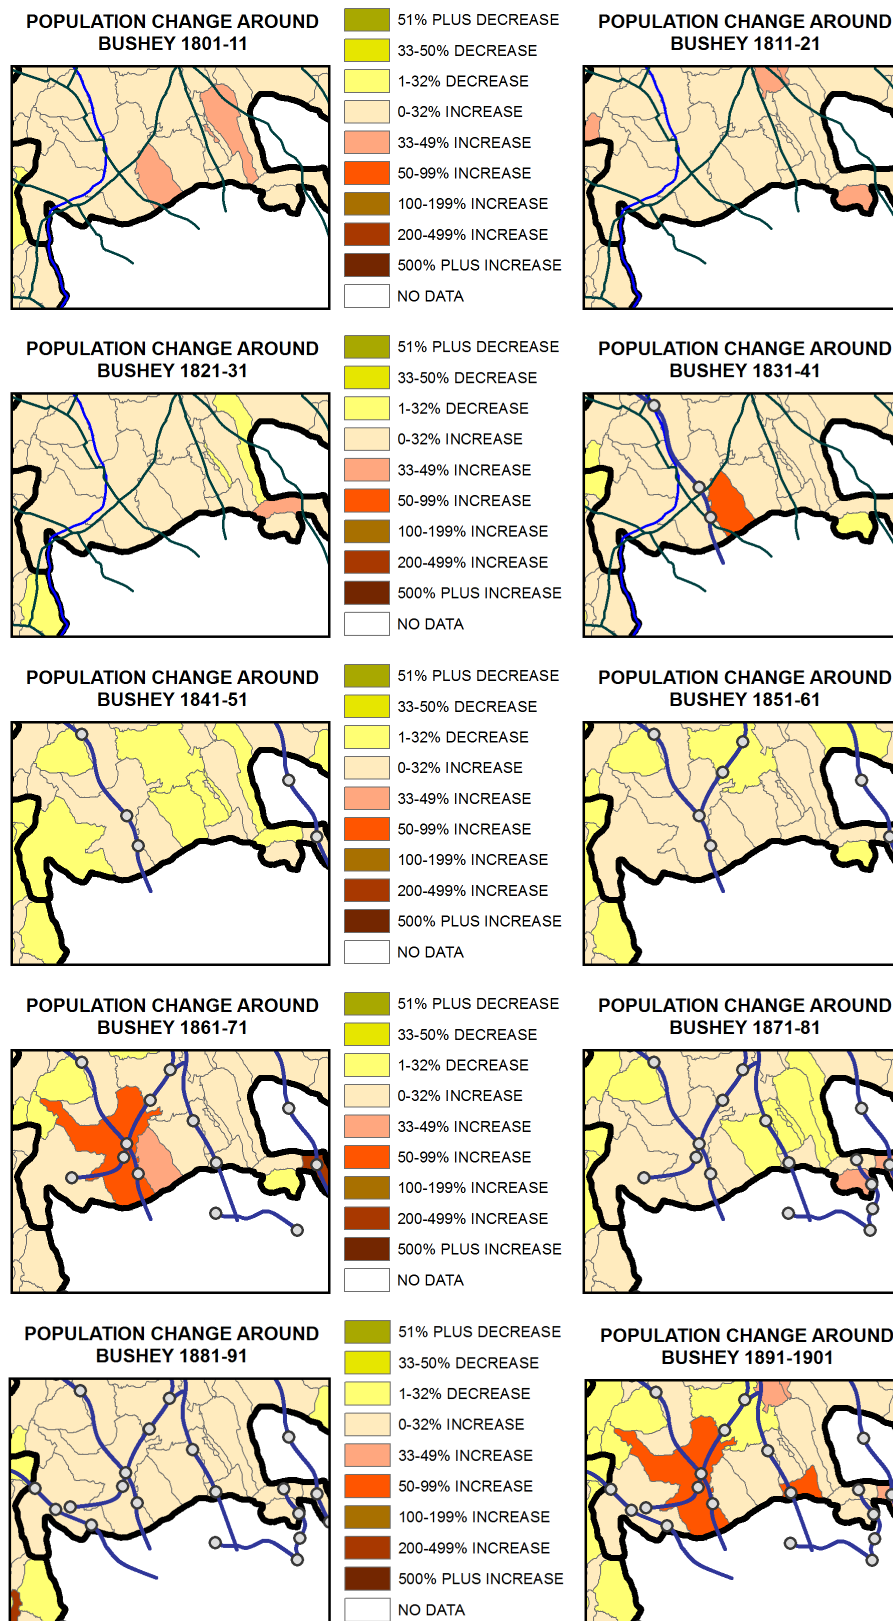 POPULATION CHANGE AROUND
BUSHEY 1801-11
51% PLUS DECREASE
33-50% DECREASE
1-32% DECREASE
0-32% INCREASE
33-49% INCREASE
50-99% INCREASE
100-199% INCREASE
200-499% INCREASE
500% PLUS INCREASE
NO DATA
POPULATION CHANGE AROUND
BUSHEY 1811-21
POPULATION CHANGE AROUND
BUSHEY 1821-31
51% PLUS DECREASE
33-50% DECREASE
1-32% DECREASE
0-32% INCREASE
33-49% INCREASE
50-99% INCREASE
100-199% INCREASE
200-499% INCREASE
500% PLUS INCREASE
NO DATA
POPULATION CHANGE AROUND
BUSHEY 1831-41
POPULATION CHANGE AROUND
BUSHEY 1841-51
51% PLUS DECREASE
33-50% DECREASE
1-32% DECREASE
0-32% INCREASE
33-49% INCREASE
50-99% INCREASE
100-199% INCREASE
200-499% INCREASE
500% PLUS INCREASE
NO DATA
POPULATION CHANGE AROUND
BUSHEY 1851-61
POPULATION CHANGE AROUND
BUSHEY 1861-71
51% PLUS DECREASE
33-50% DECREASE
1-32% DECREASE
0-32% INCREASE
33-49% INCREASE
50-99% INCREASE
100-199% INCREASE
200-499% INCREASE
500% PLUS INCREASE
NO DATA
POPULATION CHANGE AROUND
BUSHEY 1871-81
POPULATION CHANGE AROUND
BUSHEY 1881-91
51% PLUS DECREASE
33-50% DECREASE
1-32% DECREASE
0-32% INCREASE
33-49% INCREASE
50-99% INCREASE
100-199% INCREASE
200-499% INCREASE
500% PLUS INCREASE
NO DATA
POPULATION CHANGE AROUND
BUSHEY 1891-1901